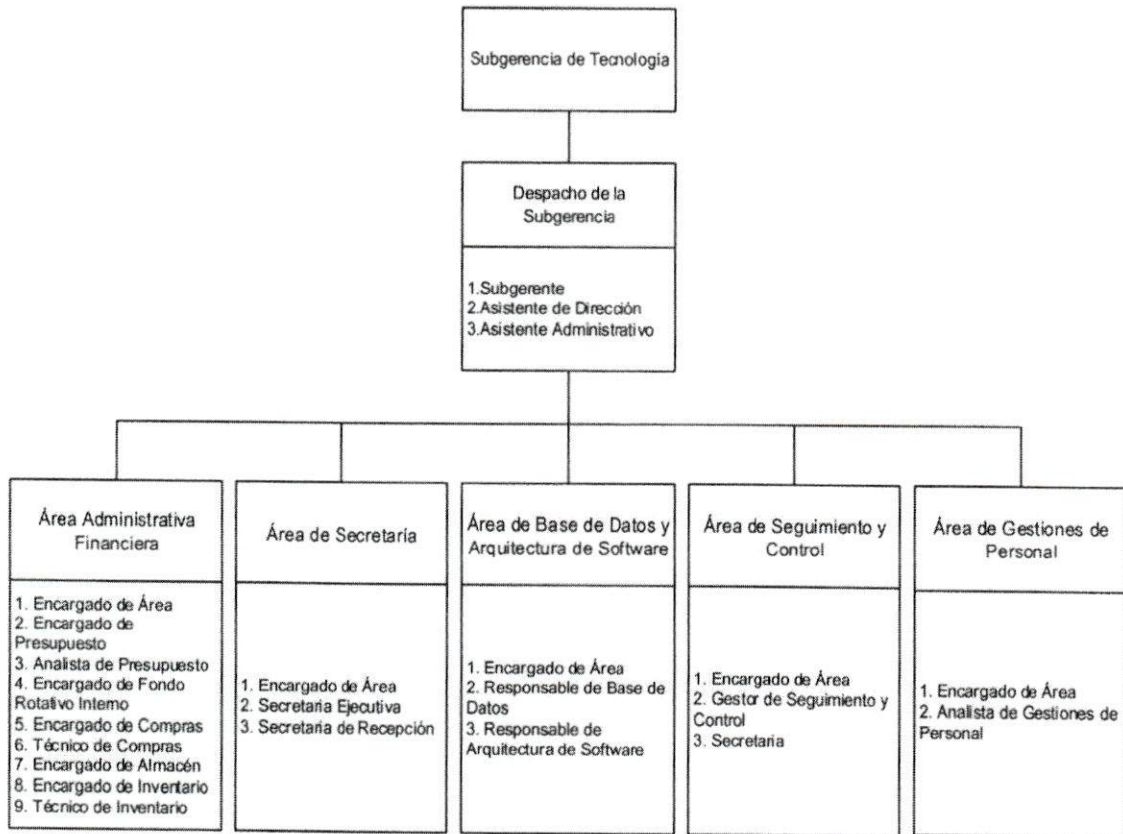 Subgerencia de Tecnología
Despacho de la
Subgerencia
1.Subgerente
2.Asistente de Dirección
3.Asistente Administrativo
Área Administrativa
Financiera
1. Encargado de Área
2. Encargado de
Presupuesto
3. Analista de Presupuesto
4. Encargado de Fondo
Rotativo Interno
5. Encargado de Compras
6. Técnico de Compras
7. Encargado de Almacén
8. Encargado de Inventario
9. Técnico de Inventario
Área de Secretaría
1. Encargado de Área
2. Secretaria Ejecutiva
3. Secretaria de Recepción
Área de Base de Datos y
Arquitectura de Software
1. Encargado de Área
2. Responsable de Base de
Datos
3. Responsable de
Arquitectura de Software
Área de Seguimiento y
Control
1. Encargado de Área
2. Gestor de Seguimiento y
Control
3. Secretaria
Área de Gestiones de
Personal
1. Encargado de Área
2. Analista de Gestiones de
Personal